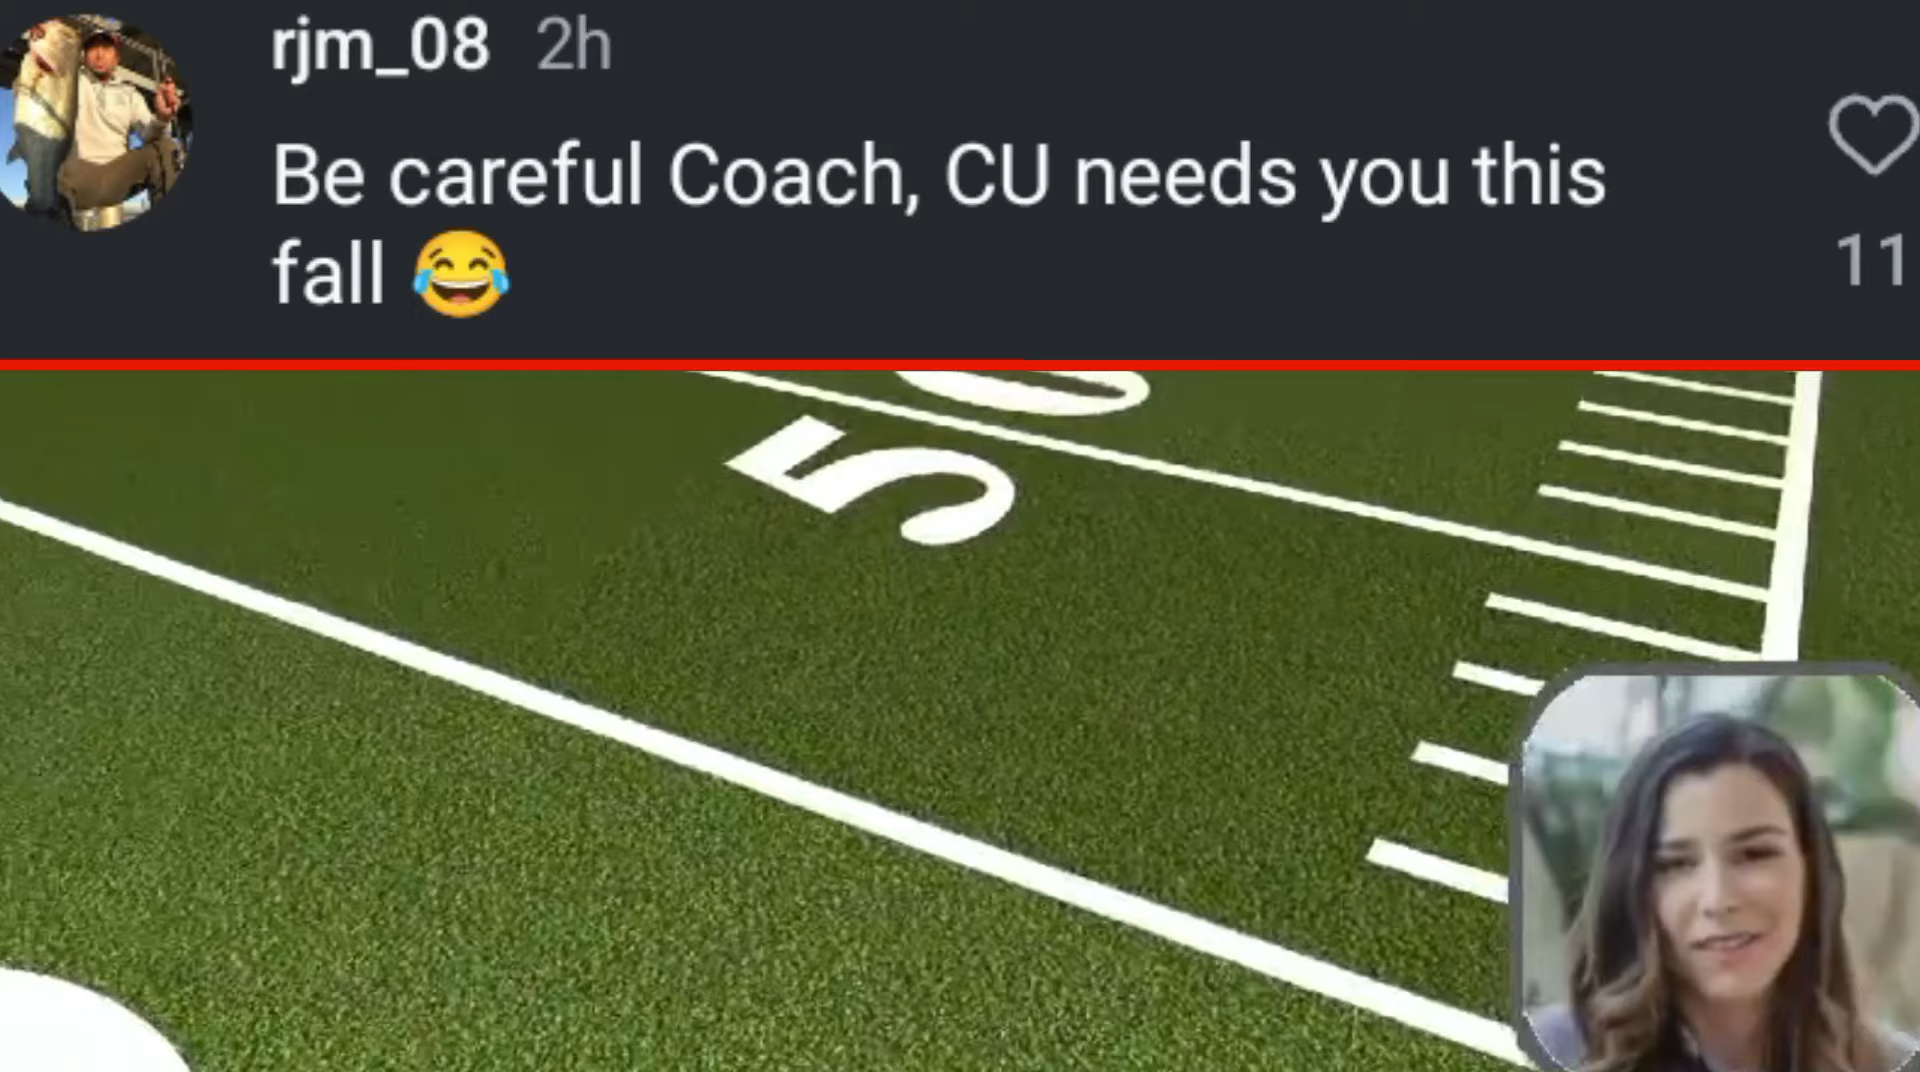 rjm_08 2h
Be careful Coach, CU needs you this
fall 😂
11
50